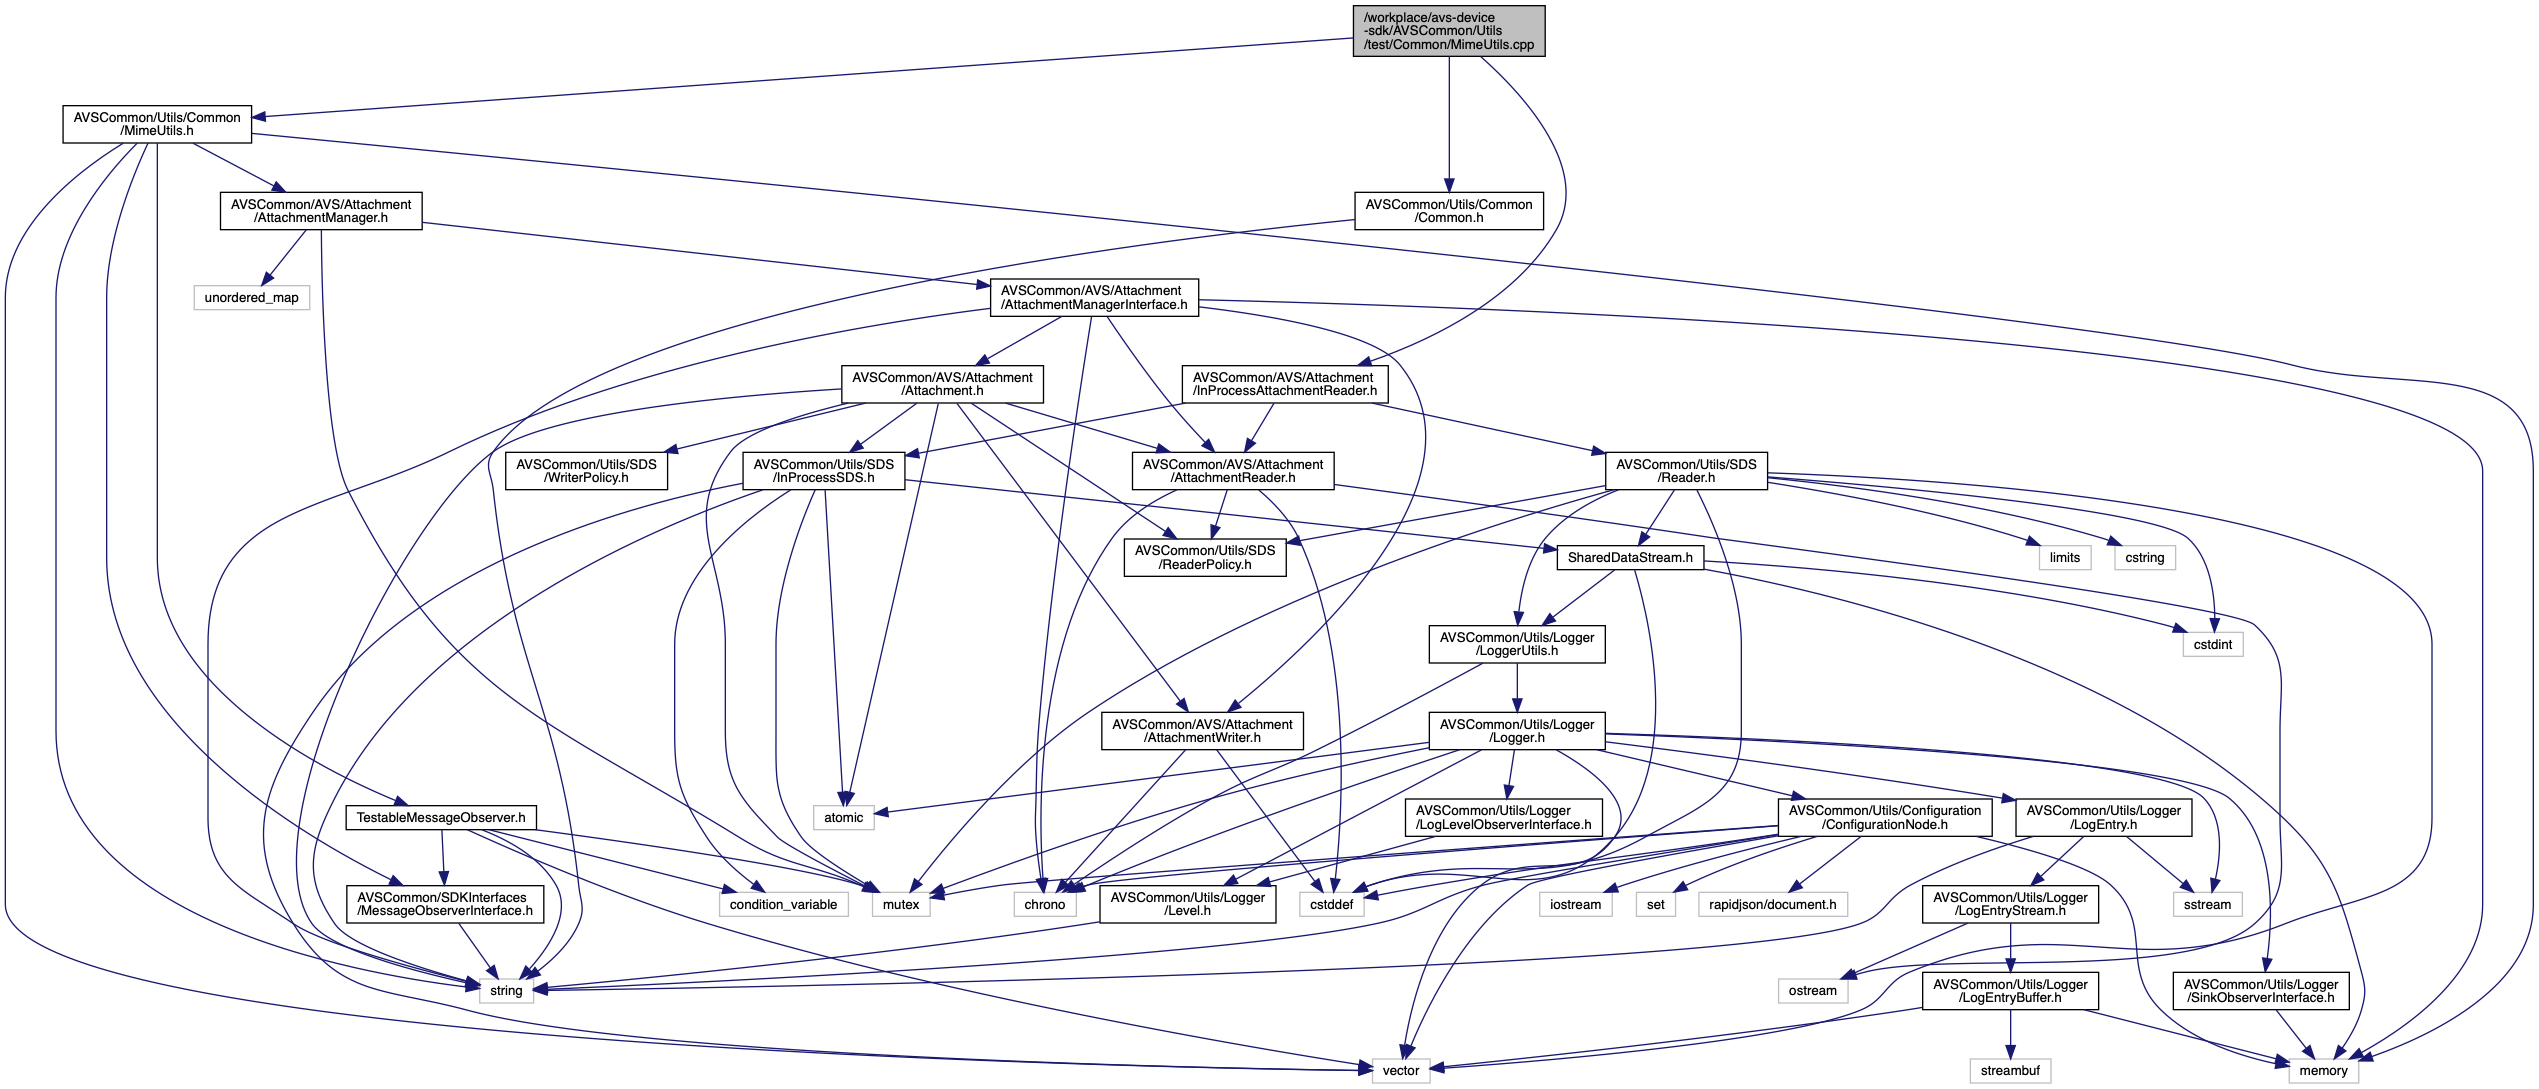 /workplace/avs-device
-sdk/AVSCommon/Utils
/test/Common/MimeUtils.cpp
AVSCommon/Utils/Common
/MimeUtils.h
AVSCommon/AVS/Attachment
/AttachmentManager.h
AVSCommon/Utils/Common
/Common.h
unordered_map
AVSCommon/AVS/Attachment
/AttachmentManagerInterface.h
AVSCommon/AVS/Attachment
/Attachment.h
AVSCommon/AVS/Attachment
/InProcessAttachmentReader.h
AVSCommon/Utils/SDS
/WriterPolicy.h
AVSCommon/Utils/SDS
/InProcessSDS.h
AVSCommon/AVS/Attachment
/AttachmentReader.h
AVSCommon/Utils/SDS
/Reader.h
AVSCommon/Utils/SDS
/ReaderPolicy.h
SharedDataStream.h
limits
cstring
AVSCommon/Utils/Logger
/LoggerUtils.h
cstdint
AVSCommon/AVS/Attachment
/AttachmentWriter.h
AVSCommon/Utils/Logger
/Logger.h
TestableMessageObserver.h
atomic
AVSCommon/Utils/Logger
/LogLevelObserverInterface.h
AVSCommon/Utils/Configuration
/ConfigurationNode.h
AVSCommon/Utils/Logger
/LogEntry.h
AVSCommon/SDKInterfaces
/MessageObserverInterface.h
condition_variable
mutex
chrono
AVSCommon/Utils/Logger
/Level.h
cstddef
iostream
set
rapidjson/document.h
AVSCommon/Utils/Logger
/LogEntryStream.h
sstream
string
ostream
AVSCommon/Utils/Logger
/LogEntryBuffer.h
AVSCommon/Utils/Logger
/SinkObserverInterface.h
vector
streambuf
memory